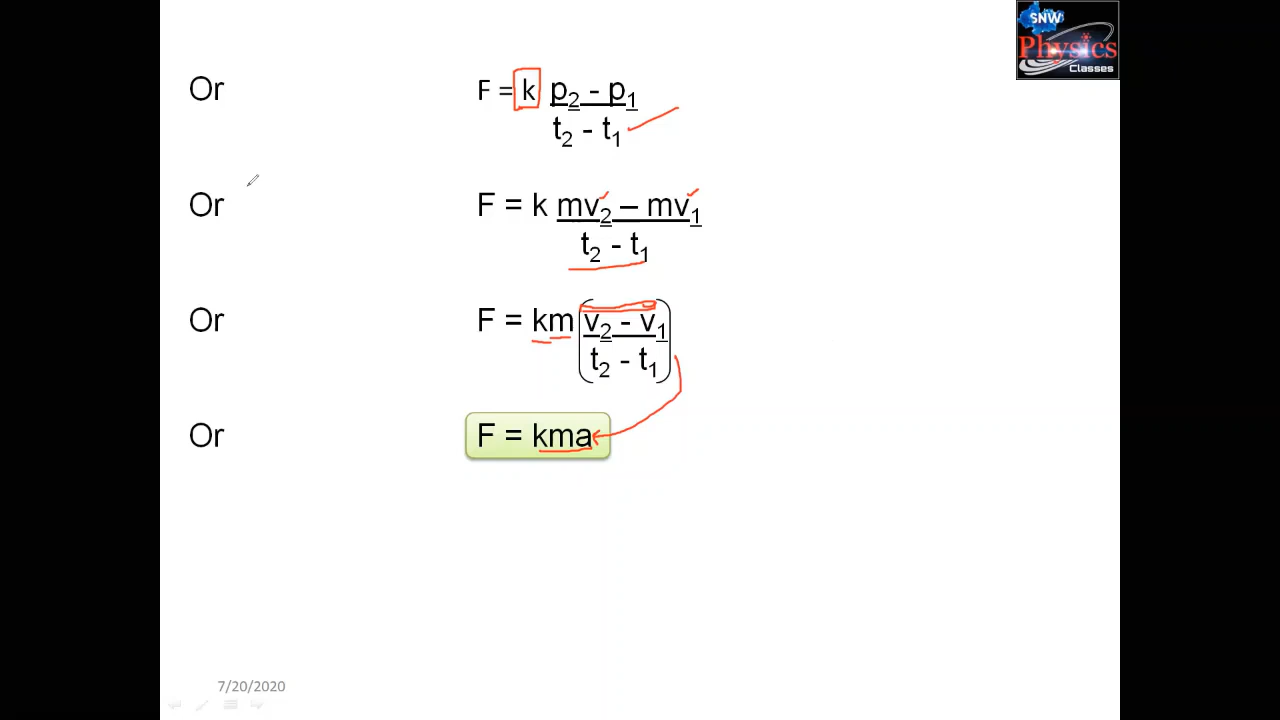 SNW
Physics
Classes
Or F = k p₂ - p₁
t₂ - t₁
Or F = k mv₂ – mv₁
t₂ - t₁
Or F = km (v₂ - v₁
t₂ - t₁)
Or F = kma
7/20/2020